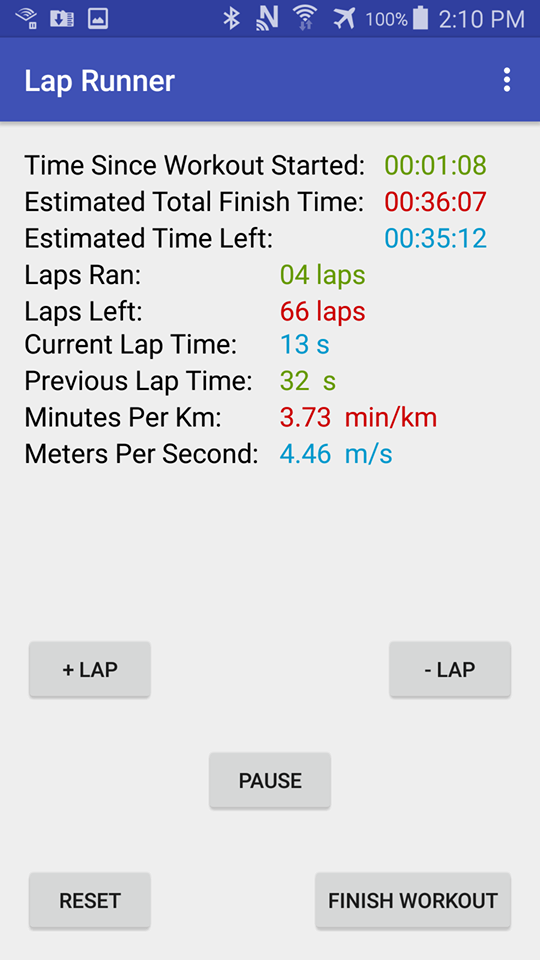 100% 2:10 PM
Lap Runner
Time Since Workout Started: 00:01:08
Estimated Total Finish Time: 00:36:07
Estimated Time Left: 00:35:12
Laps Ran: 04 laps
Laps Left: 66 laps
Current Lap Time: 13 s
Previous Lap Time: 32 s
Minutes Per Km: 3.73 min/km
Meters Per Second: 4.46 m/s
+ LAP - LAP
PAUSE
RESET FINISH WORKOUT